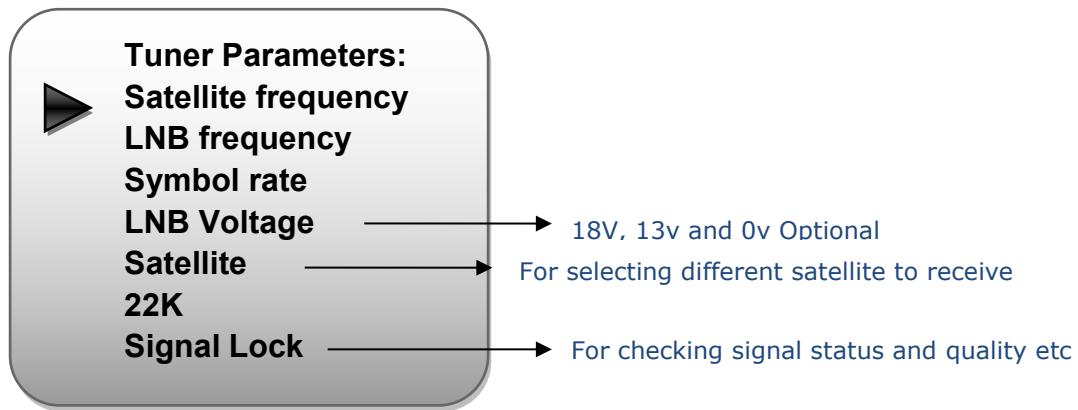 Tuner Parameters:
Satellite frequency
LNB frequency
Symbol rate
LNB Voltage
18V, 13v and 0v Optional
Satellite
For selecting different satellite to receive
22K
Signal Lock
For checking signal status and quality etc